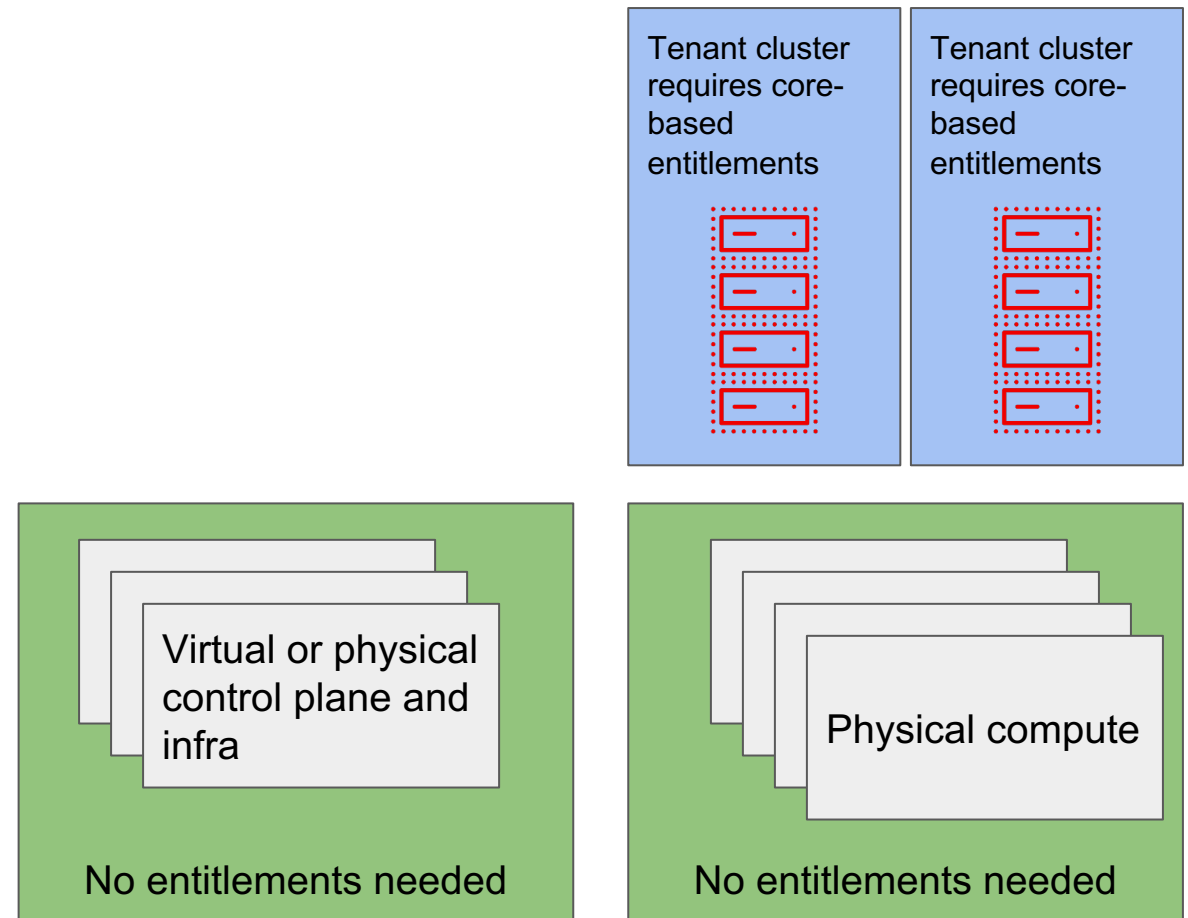 Tenant cluster
requires core-
based
entitlements
Tenant cluster
requires core-
based
entitlements
Virtual or physical
control plane and
infra
No entitlements needed
Physical compute
No entitlements needed